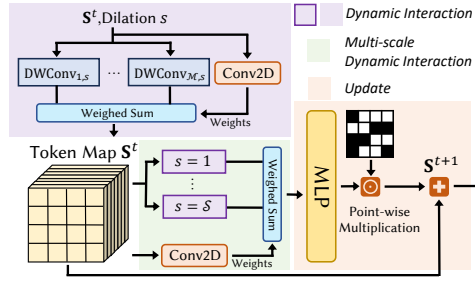 S^t,Dilation s
DWConv_{1,s}
...
DWConv_{M,s}
Conv2D
Weighed Sum
Weights
Dynamic Interaction
Multi-scale
Dynamic Interaction
Update
Token Map S^t
s = 1
⋮
s = S
Conv2D
Weights
Weighed Sum
MLP
Point-wise
Multiplication
S^{t+1}